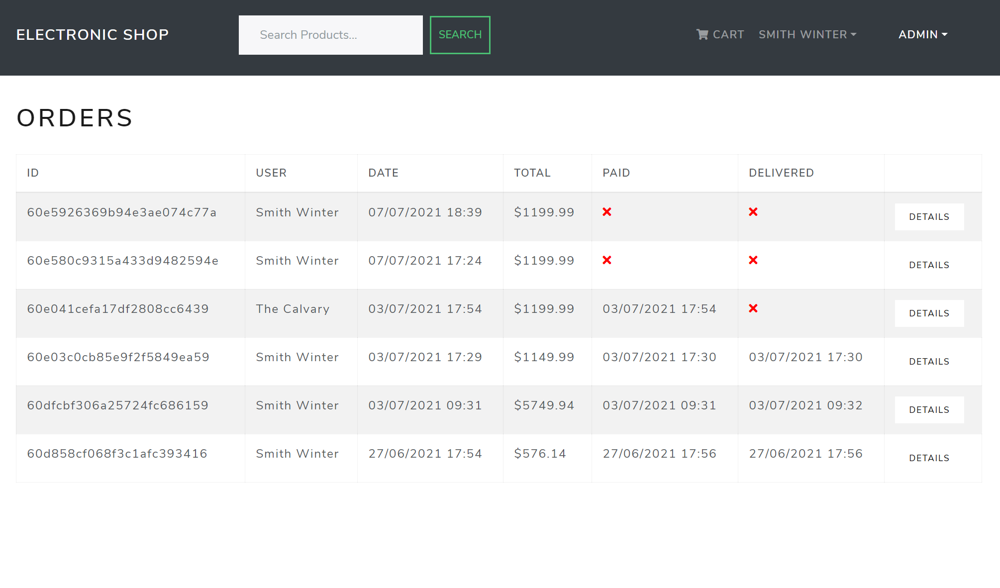 ELECTRONIC SHOP Search Products... SEARCH CART SMITH WINTER ADMIN
ORDERS
ID USER DATE TOTAL PAID DELIVERED
60e5926369b94e3ae074c77a Smith Winter 07/07/2021 18:39 $1199.99 DETAILS
60e580c9315a433d9482594e Smith Winter 07/07/2021 17:24 $1199.99 DETAILS
60e041cefa17df2808cc6439 The Calvary 03/07/2021 17:54 $1199.99 03/07/2021 17:54 DETAILS
60e03c0cb85e9f2f5849ea59 Smith Winter 03/07/2021 17:29 $1149.99 03/07/2021 17:30 03/07/2021 17:30 DETAILS
60dfcbf306a25724fc686159 Smith Winter 03/07/2021 09:31 $5749.94 03/07/2021 09:31 03/07/2021 09:32 DETAILS
60d858cf068f3c1afc393416 Smith Winter 27/06/2021 17:54 $576.14 27/06/2021 17:56 27/06/2021 17:56 DETAILS